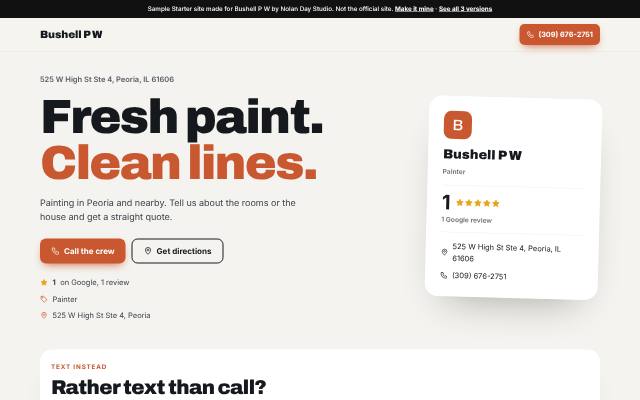 Sample Starter site made for Bushell P W by Nolan Day Studio. Not the official site. Make it mine · See all 3 versions
Bushell P W
(309) 676-2751
525 W High St Ste 4, Peoria, IL 61606
Fresh paint.
Clean lines.
Painting in Peoria and nearby. Tell us about the rooms or the
house and get a straight quote.
Call the crew
Get directions
1 on Google, 1 review
Painter
525 W High St Ste 4, Peoria
B
Bushell P W
Painter
1
1 Google review
525 W High St Ste 4, Peoria, IL
61606
(309) 676-2751
TEXT INSTEAD
Rather text than call?